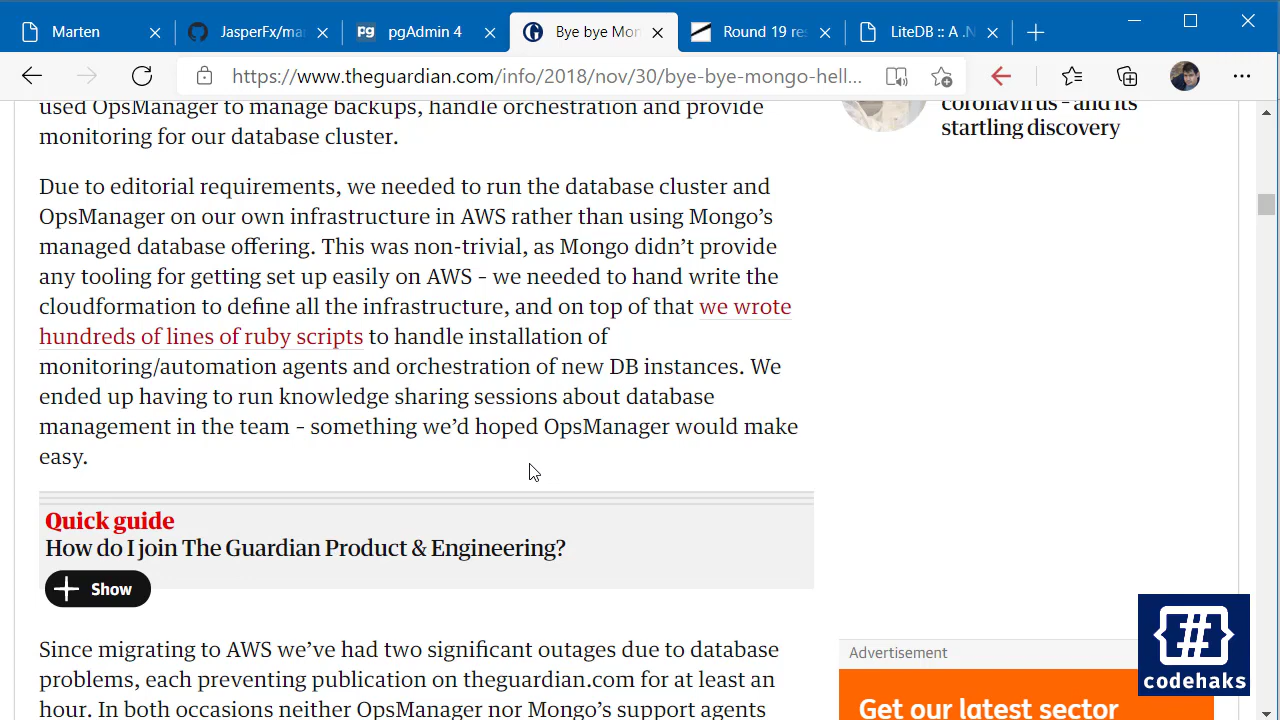 Marten
JasperFx/ma
pgAdmin 4
Bye bye Mon
Round 19 res
LiteDB :: A .N
https://www.theguardian.com/info/2018/nov/30/bye-bye-mongo-hell...
used OpsManager to manage backups, handle orchestration and provide
monitoring for our database cluster.
coronavirus – and its
startling discovery
Due to editorial requirements, we needed to run the database cluster and
OpsManager on our own infrastructure in AWS rather than using Mongo’s
managed database offering. This was non-trivial, as Mongo didn’t provide
any tooling for getting set up easily on AWS – we needed to hand write the
cloudformation to define all the infrastructure, and on top of that we wrote
hundreds of lines of ruby scripts to handle installation of
monitoring/automation agents and orchestration of new DB instances. We
ended up having to run knowledge sharing sessions about database
management in the team – something we’d hoped OpsManager would make
easy.
Quick guide
How do I join The Guardian Product & Engineering?
Show
Since migrating to AWS we’ve had two significant outages due to database
problems, each preventing publication on theguardian.com for at least an
hour. In both occasions neither OpsManager nor Mongo’s support agents
Advertisement
Get our latest sector
{#}
codehaks